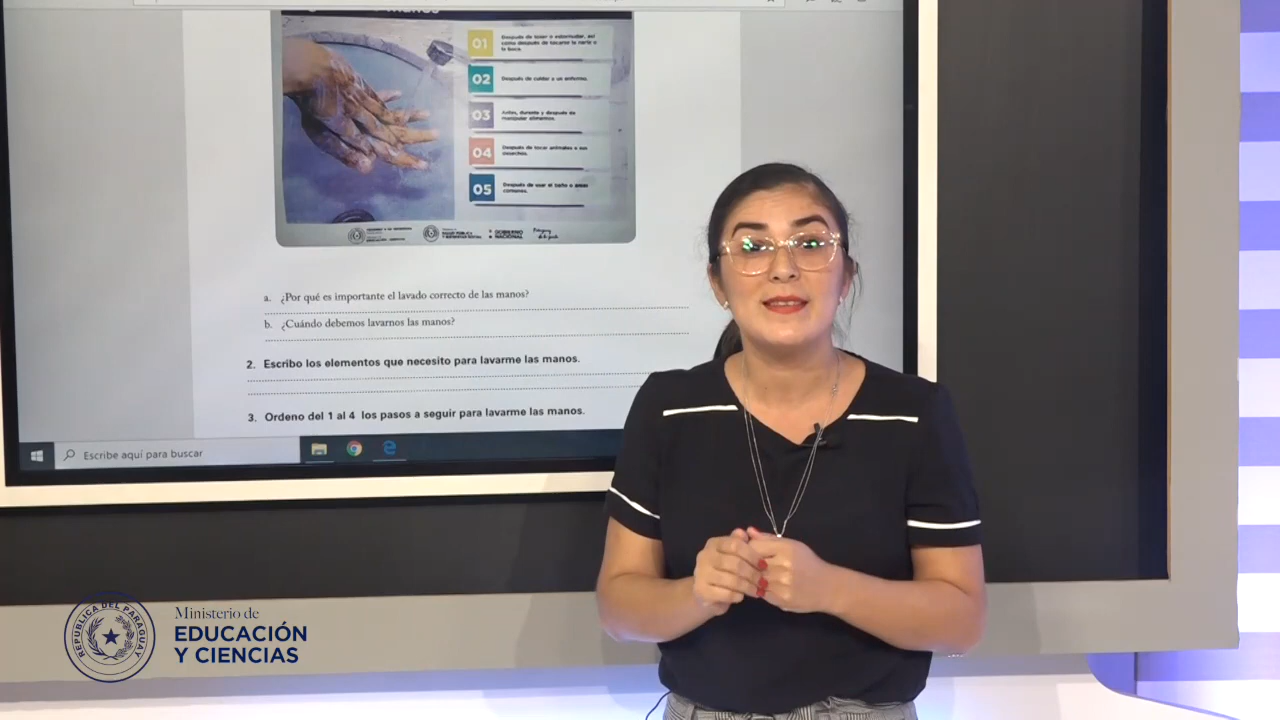 01 Después de toser o estornudar, así
como después de tocarse la nariz o
la boca.
02 Después de cuidar a un enfermo.
03 Antes, durante y después de
manipular alimentos.
04 Después de tocar animales o sus
desechos.
05 Después de usar el baño o áreas
comunes.
GOBIERNO
NACIONAL
a. ¿Por qué es importante el lavado correcto de las manos?
b. ¿Cuándo debemos lavarnos las manos?
2. Escribo los elementos que necesito para lavarme las manos.
3. Ordeno del 1 al 4 los pasos a seguir para lavarme las manos.
Escribe aquí para buscar
REPUBLICA DEL PARAGUAY
Ministerio de
EDUCACIÓN
Y CIENCIAS